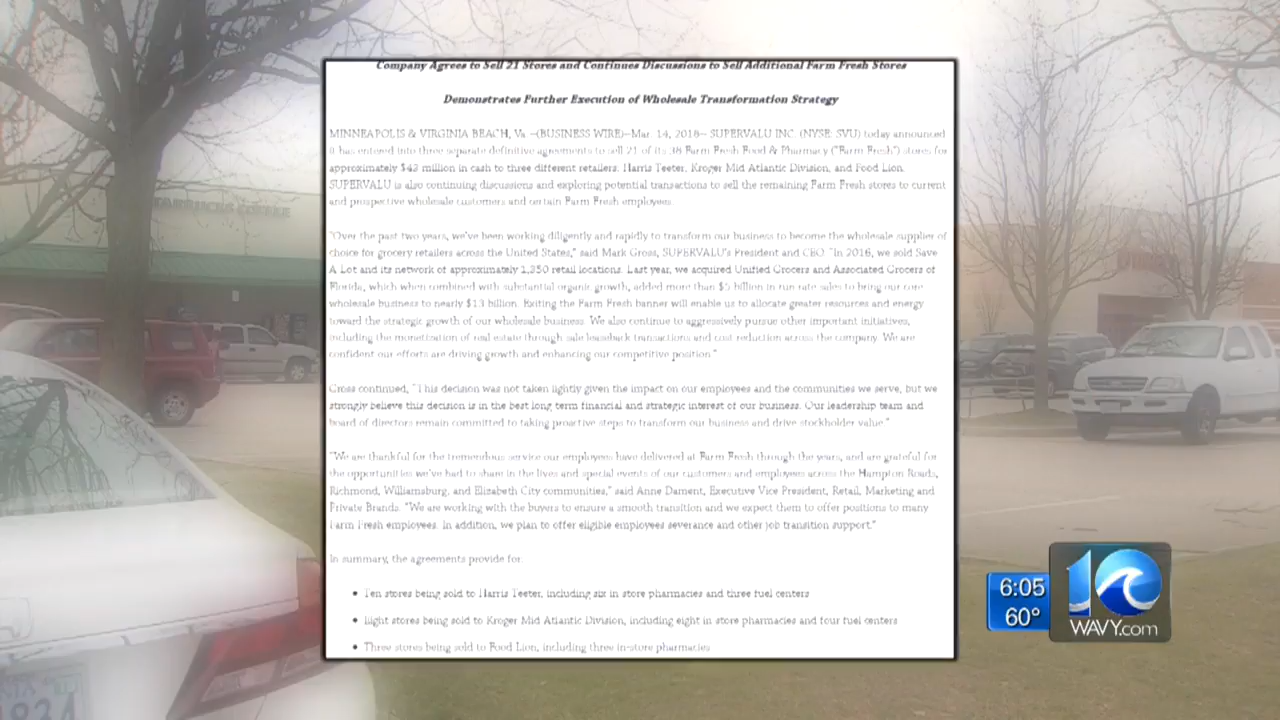 Company Agrees to Sell 21 Stores and Continues Discussions to Sell Additional Farm Fresh Stores
Demonstrates Further Execution of Wholesale Transformation Strategy
MINNEAPOLIS & VIRGINIA BEACH, Va.--(BUSINESS WIRE)--Mar. 14, 2018-- SUPERVALU INC. (NYSE: SVU) today announced
it has entered into three separate definitive agreements to sell 21 of its 38 Farm Fresh Food & Pharmacy ("Farm Fresh") stores for
approximately $43 million in cash to three different retailers: Harris Teeter, Kroger Mid Atlantic Division, and Food Lion.
SUPERVALU is also continuing discussions and exploring potential transactions to sell the remaining Farm Fresh stores to current
and prospective wholesale customers and certain Farm Fresh employees.
"Over the past two years, we've been working diligently and rapidly to transform our business to become the wholesale supplier of
choice for grocery retailers across the United States," said Mark Gross, SUPERVALU's President and CEO. "In 2016, we sold Save
A Lot and its network of approximately 1,350 retail locations. Last year, we acquired Unified Grocers and Associated Grocers of
Florida, which when combined with substantial organic growth, added more than $5 billion in run rate sales to bring our core
wholesale business to nearly $13 billion. Exiting the Farm Fresh banner will enable us to allocate greater resources and energy
toward the strategic growth of our wholesale business. We also continue to aggressively pursue other important initiatives,
including the monetization of real estate through sale leaseback transactions and cost reduction across the company. We are
confident our efforts are driving growth and enhancing our competitive position."
Gross continued, "This decision was not taken lightly given the impact on our employees and the communities we serve, but we
strongly believe this decision is in the best long term financial and strategic interest of our business. Our leadership team and
board of directors remain committed to taking proactive steps to transform our business and drive stockholder value."
"We are thankful for the tremendous service our employees have delivered at Farm Fresh through the years, and are grateful for
the opportunities we've had to share in the lives and special events of our customers and employees across the Hampton Roads,
Richmond, Williamsburg, and Elizabeth City communities," said Anne Dament, Executive Vice President, Retail, Marketing and
Private Brands. "We are working with the buyers to ensure a smooth transition and we expect them to offer positions to many
Farm Fresh employees. In addition, we plan to offer eligible employees severance and other job transition support."
In summary, the agreements provide for:
• Ten stores being sold to Harris Teeter, including six in store pharmacies and three fuel centers
• Eight stores being sold to Kroger Mid Atlantic Division, including eight in store pharmacies and four fuel centers
• Three stores being sold to Food Lion, including three in-store pharmacies
STARBUCKS COFFEE
6:05
60°
10
WAVY.com